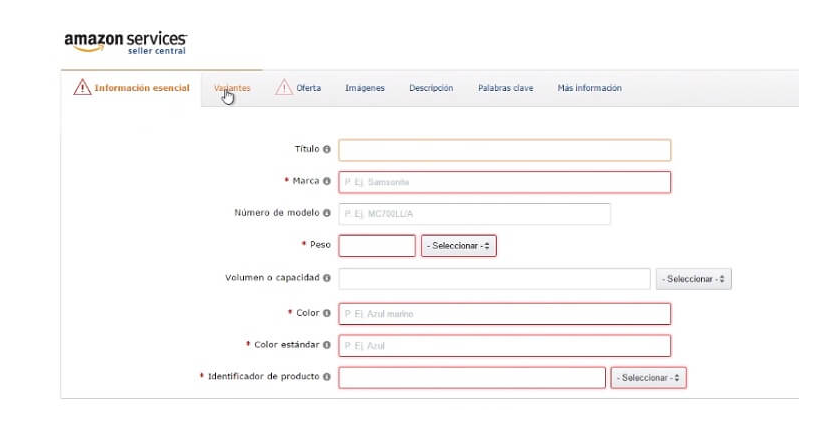 amazon services
seller central
Información esencial Variantes Oferta Imágenes Descripción Palabras clave Más información
Título
* Marca P. Ej. Samsonite
Número de modelo P. Ej. MC700LL/A
* Peso - Seleccionar -
Volumen o capacidad - Seleccionar -
* Color P. Ej. Azul marino
* Color estándar P. Ej. Azul
* Identificador de producto - Seleccionar -